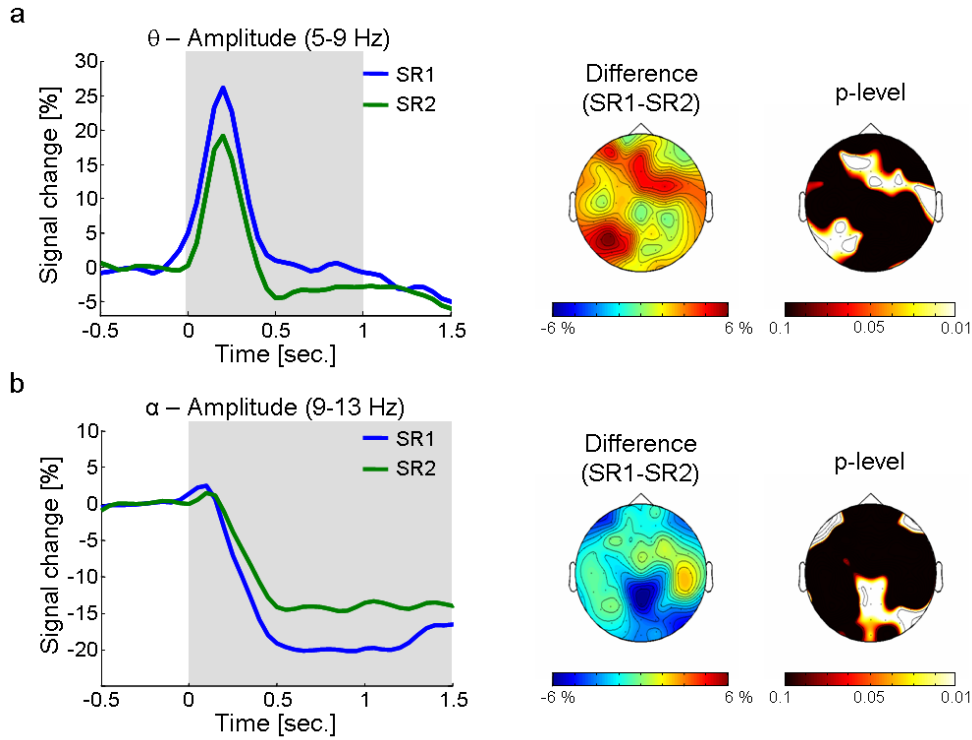 a
θ – Amplitude (5-9 Hz)
Signal change [%]
30
25
20
15
10
5
0
-5
-0.5
0
0.5
1
1.5
Time [sec.]
SR1
SR2
Difference
(SR1-SR2)
-6 %
6 %
p-level
0.1
0.05
0.01
b
α – Amplitude (9-13 Hz)
Signal change [%]
10
5
0
-5
-10
-15
-20
-0.5
0
0.5
1
1.5
Time [sec.]
SR1
SR2
Difference
(SR1-SR2)
-6 %
6 %
p-level
0.1
0.05
0.01